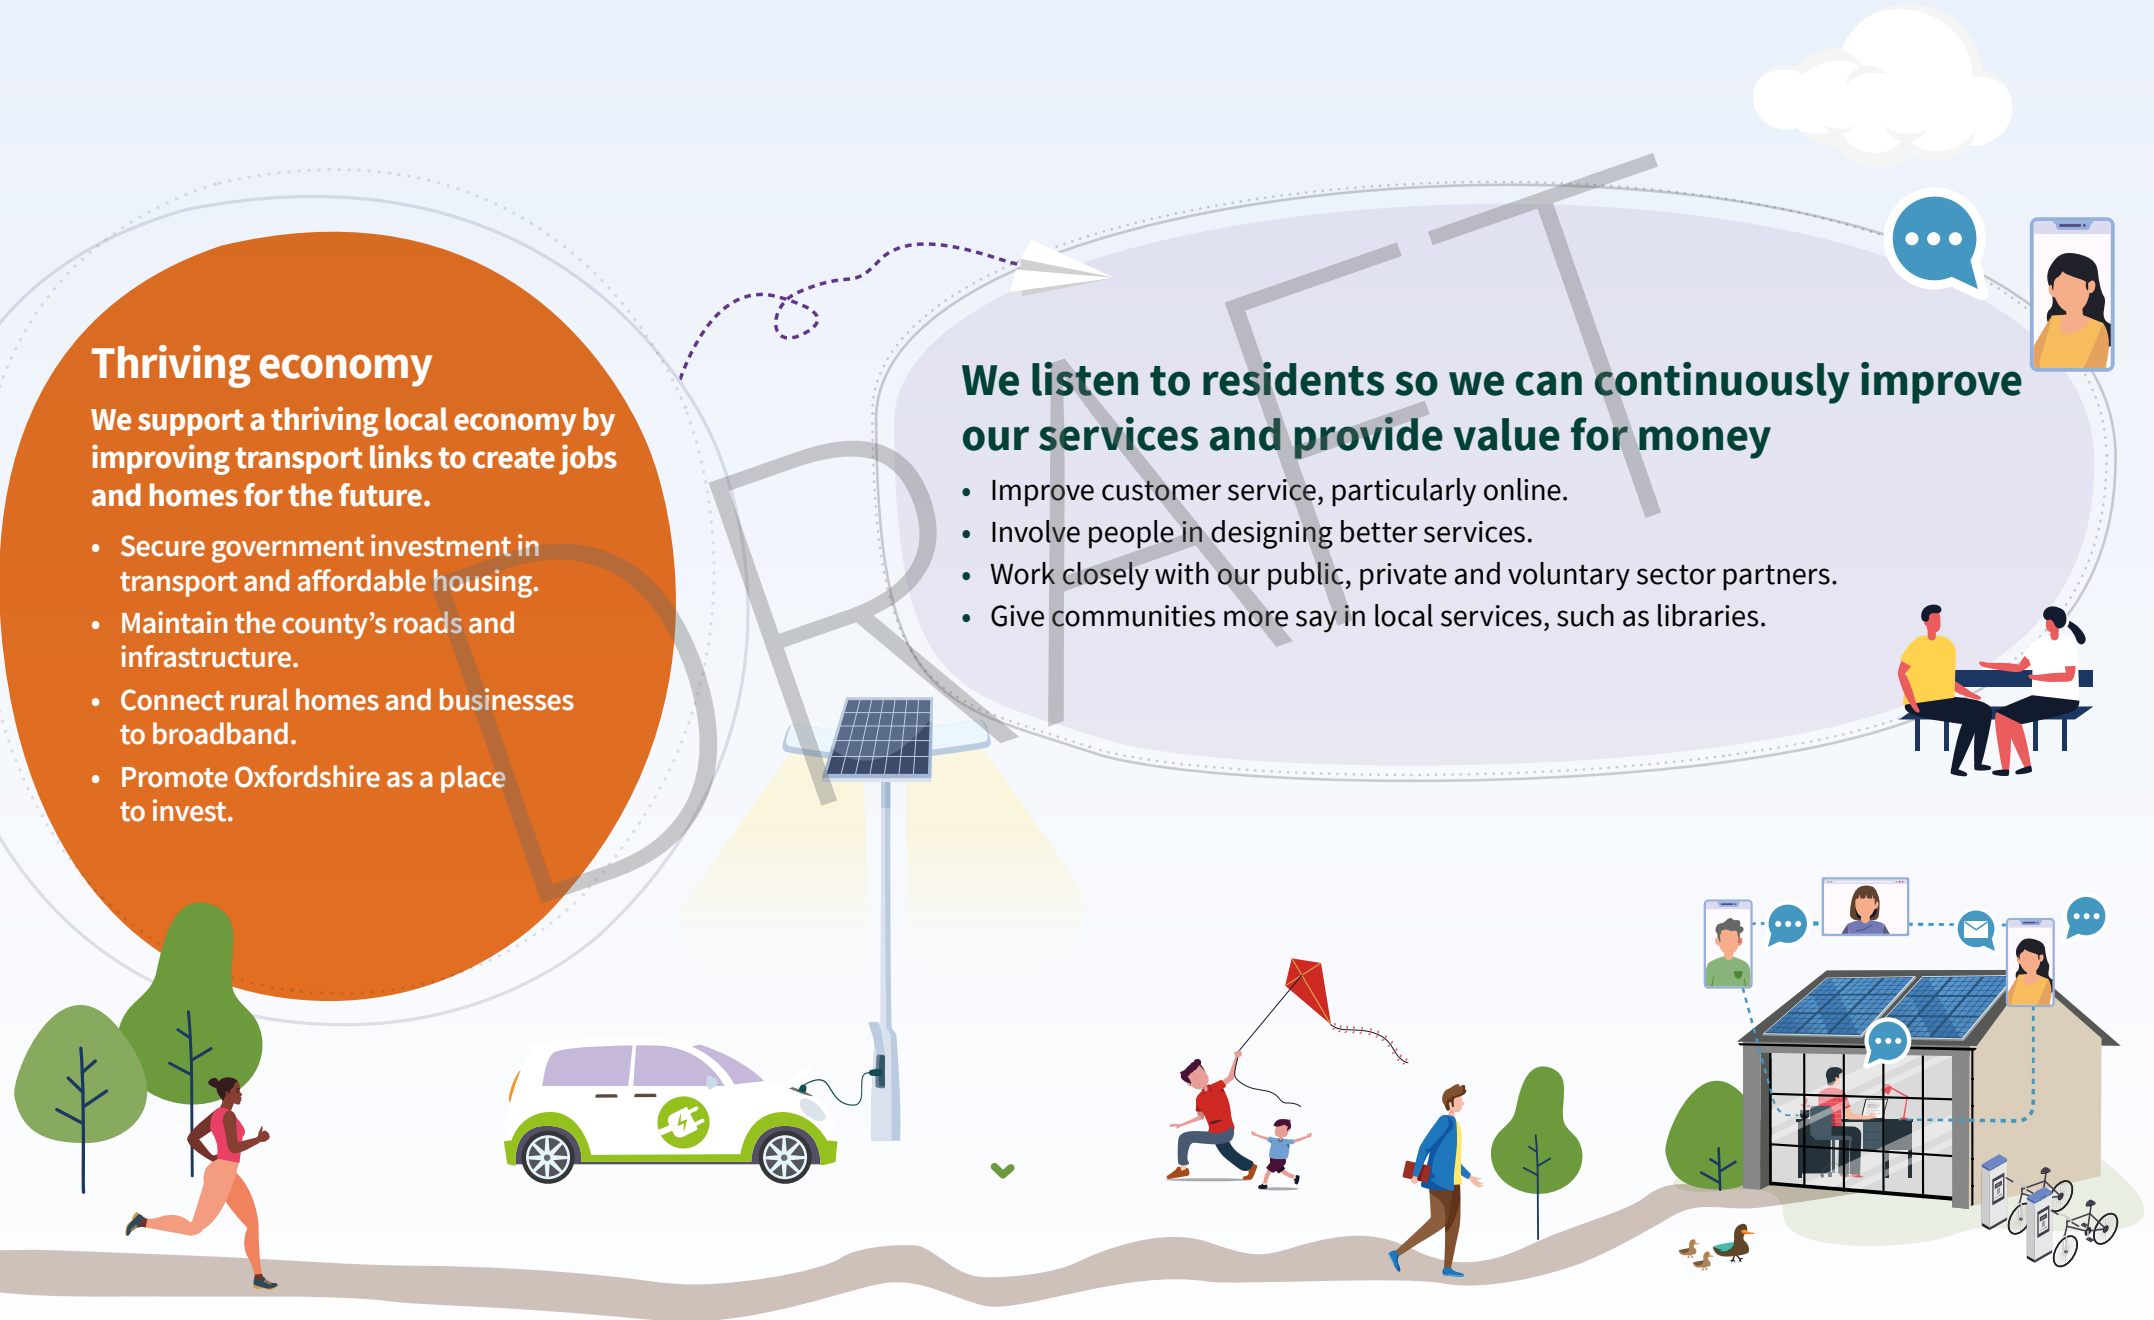 Thriving economy
We support a thriving local economy by
improving transport links to create jobs
and homes for the future.
• Secure government investment in
transport and affordable housing.
• Maintain the county’s roads and
infrastructure.
• Connect rural homes and businesses
to broadband.
• Promote Oxfordshire as a place
to invest.
We listen to residents so we can continuously improve
our services and provide value for money
• Improve customer service, particularly online.
• Involve people in designing better services.
• Work closely with our public, private and voluntary sector partners.
• Give communities more say in local services, such as libraries.
DRAFT